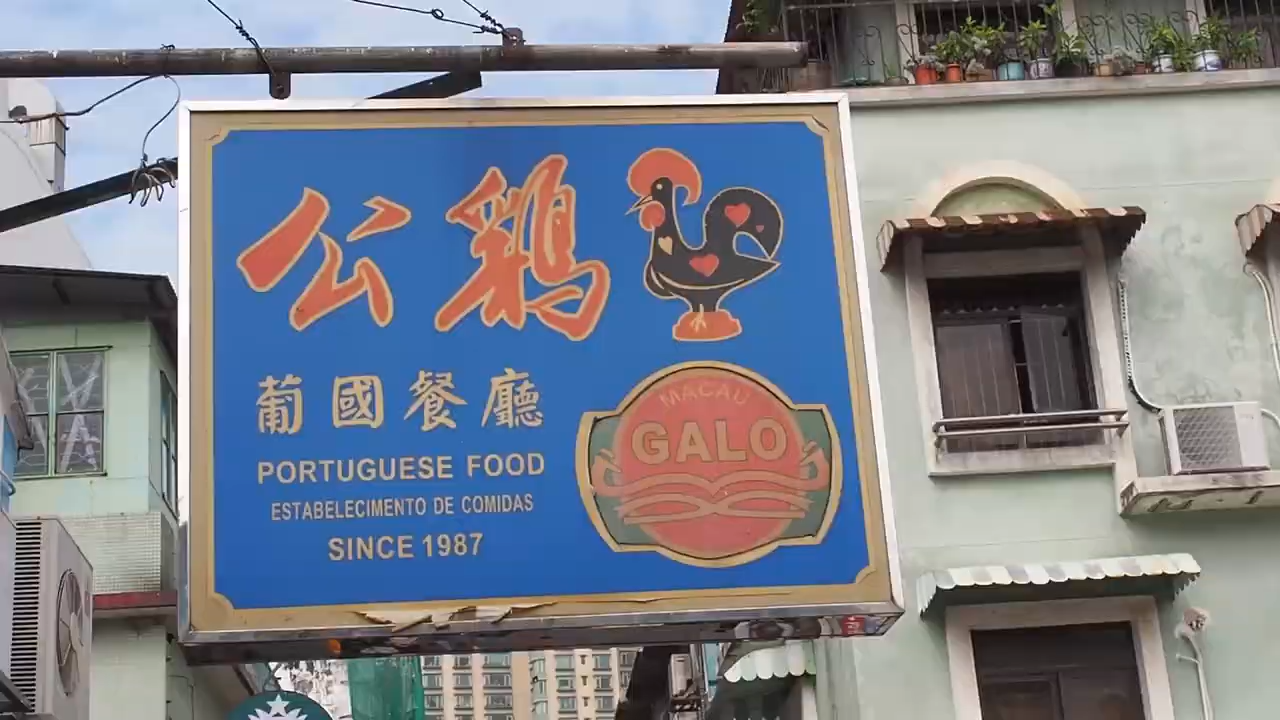 公鷄
葡國餐廳
PORTUGUESE FOOD
ESTABELECIMENTO DE COMIDAS
SINCE 1987
MACAU
GALO